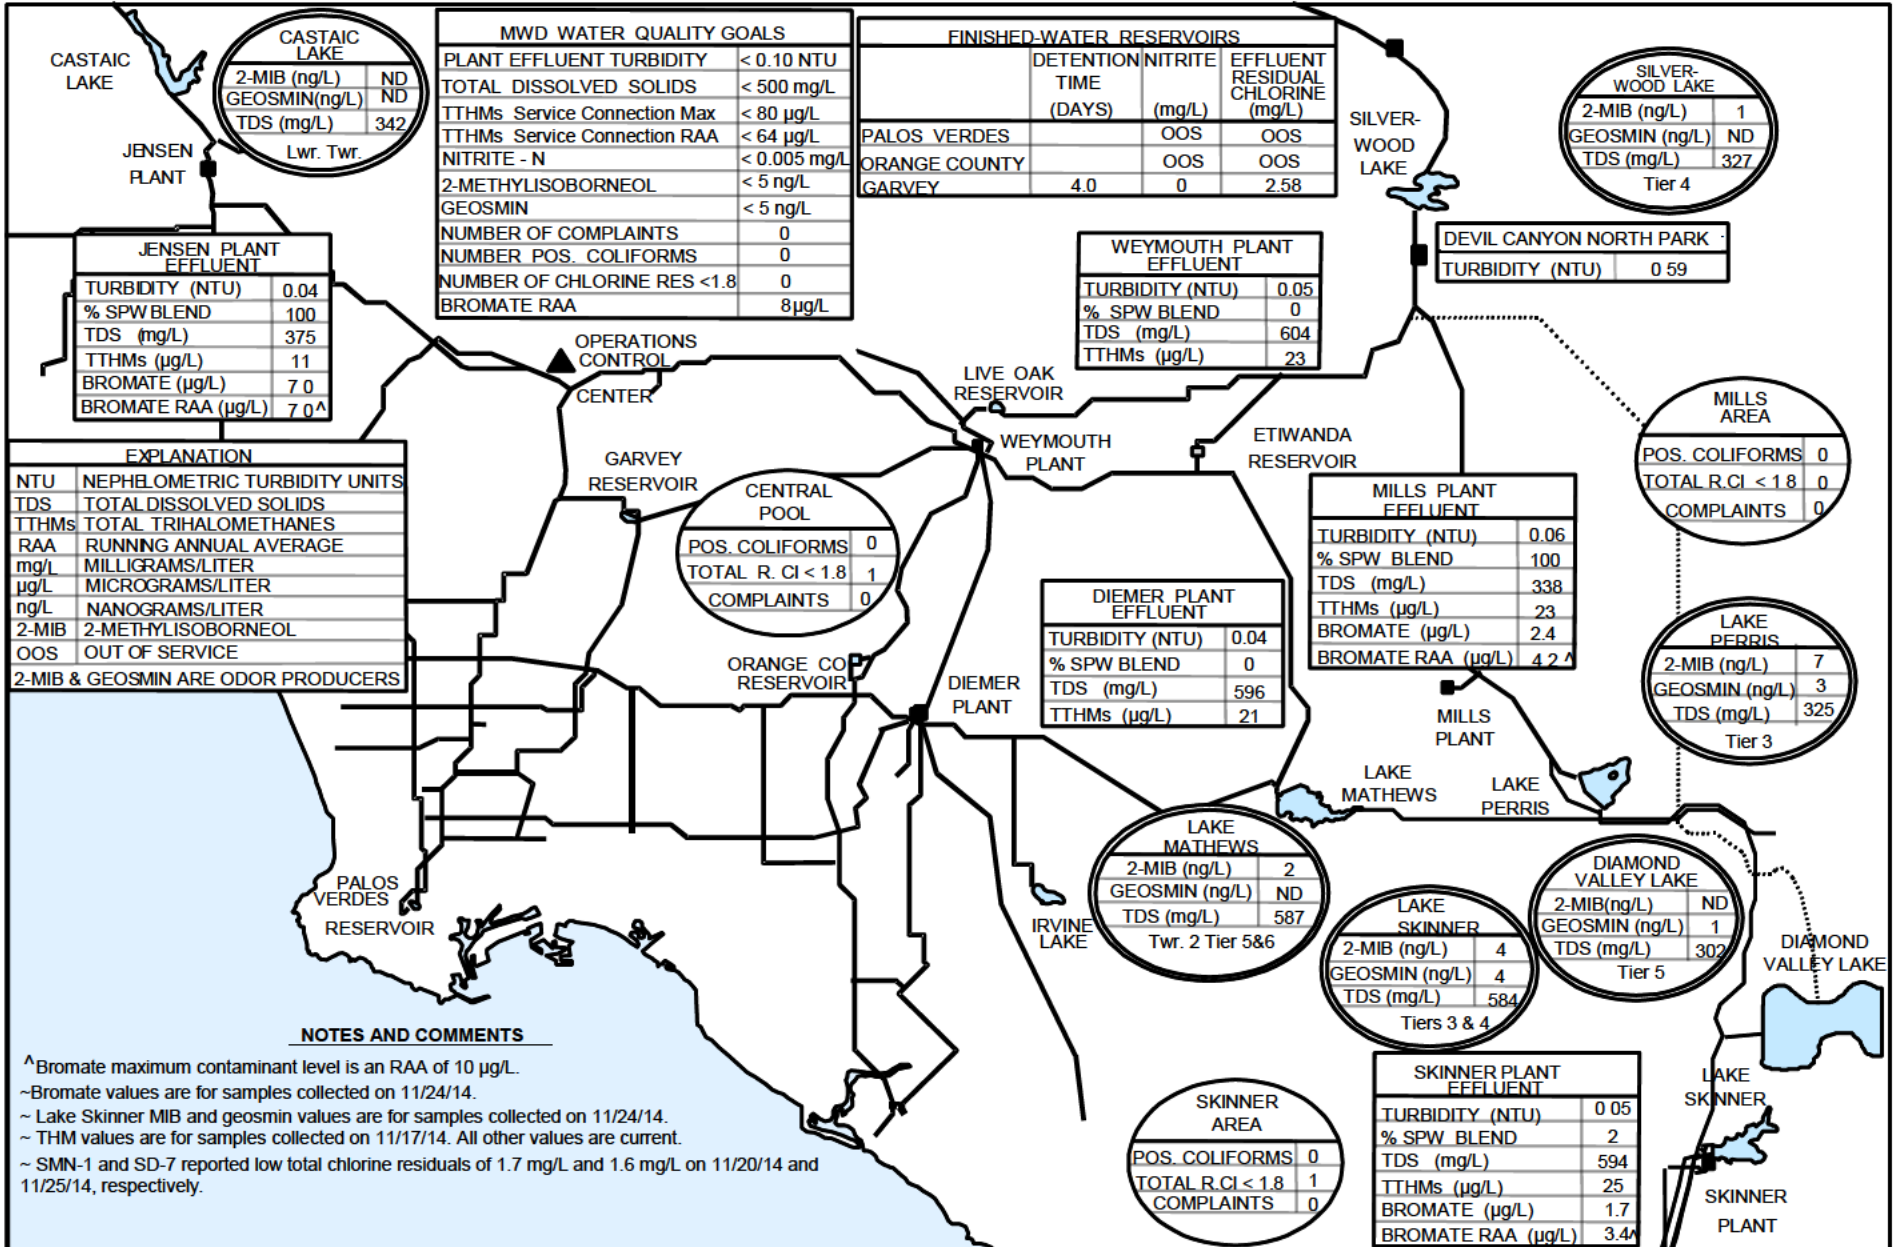 CASTAIC
LAKE
CASTAIC
LAKE
2-MIB (ng/L) ND
GEOSMIN(ng/L) ND
TDS (mg/L) 342
Lwr. Twr.
JENSEN
PLANT
MWD WATER QUALITY GOALS
PLANT EFFLUENT TURBIDITY < 0.10 NTU
TOTAL DISSOLVED SOLIDS < 500 mg/L
TTHMs Service Connection Max < 80 µg/L
TTHMs Service Connection RAA < 64 µg/L
NITRITE - N < 0.005 mg/L
2-METHYLISOBORNEOL < 5 ng/L
GEOSMIN < 5 ng/L
NUMBER OF COMPLAINTS 0
NUMBER POS. COLIFORMS 0
NUMBER OF CHLORINE RES <1.8 0
BROMATE RAA 8µg/L
FINISHED-WATER RESERVOIRS
DETENTION NITRITE EFFLUENT
TIME RESIDUAL
CHLORINE
(DAYS) (mg/L) (mg/L)
PALOS VERDES OOS OOS
ORANGE COUNTY OOS OOS
GARVEY 4.0 0 2.58
SILVER-
WOOD
LAKE
SILVER-
WOOD LAKE
2-MIB (ng/L) 1
GEOSMIN (ng/L) ND
TDS (mg/L) 327
Tier 4
DEVIL CANYON NORTH PARK
TURBIDITY (NTU) 0 59
JENSEN PLANT
EFFLUENT
TURBIDITY (NTU) 0.04
% SPW BLEND 100
TDS (mg/L) 375
TTHMs (µg/L) 11
BROMATE (µg/L) 7 0
BROMATE RAA (µg/L) 7 0^
WEYMOUTH PLANT
EFFLUENT
TURBIDITY (NTU) 0.05
% SPW BLEND 0
TDS (mg/L) 604
TTHMs (µg/L) 23
OPERATIONS
CONTROL
CENTER
LIVE OAK
RESERVOIR
WEYMOUTH
PLANT
ETIWANDA
RESERVOIR
MILLS
AREA
POS. COLIFORMS 0
TOTAL R.Cl < 1 8 0
COMPLAINTS 0
EXPLANATION
NTU NEPHELOMETRIC TURBIDITY UNITS
TDS TOTAL DISSOLVED SOLIDS
TTHMs TOTAL TRIHALOMETHANES
RAA RUNNING ANNUAL AVERAGE
mg/L MILLIGRAMS/LITER
µg/L MICROGRAMS/LITER
ng/L NANOGRAMS/LITER
2-MIB 2-METHYLISOBORNEOL
OOS OUT OF SERVICE
2-MIB & GEOSMIN ARE ODOR PRODUCERS
GARVEY
RESERVOIR
CENTRAL
POOL
POS. COLIFORMS 0
TOTAL R. Cl < 1.8 1
COMPLAINTS 0
MILLS PLANT
EFFLUENT
TURBIDITY (NTU) 0.06
% SPW BLEND 100
TDS (mg/L) 338
TTHMs (µg/L) 23
BROMATE (µg/L) 2.4
BROMATE RAA (µg/L) 4 2 ^
DIEMER PLANT
EFFLUENT
TURBIDITY (NTU) 0.04
% SPW BLEND 0
TDS (mg/L) 596
TTHMs (µg/L) 21
LAKE
PERRIS
2-MIB (ng/L) 7
GEOSMIN (ng/L) 3
TDS (mg/L) 325
Tier 3
ORANGE CO
RESERVOIR
DIEMER
PLANT
MILLS
PLANT
LAKE
MATHEWS
LAKE
PERRIS
LAKE
MATHEWS
2-MIB (ng/L) 2
GEOSMIN (ng/L) ND
TDS (mg/L) 587
Twr. 2 Tier 5&6
DIAMOND
VALLEY LAKE
2-MIB(ng/L) ND
GEOSMIN (ng/L) 1
TDS (mg/L) 302
Tier 5
LAKE
SKINNER
2-MIB (ng/L) 4
GEOSMIN (ng/L) 4
TDS (mg/L) 584
Tiers 3 & 4
PALOS
VERDES
RESERVOIR
IRVINE
LAKE
DIAMOND
VALLEY LAKE
NOTES AND COMMENTS
^Bromate maximum contaminant level is an RAA of 10 µg/L.
~Bromate values are for samples collected on 11/24/14.
~ Lake Skinner MIB and geosmin values are for samples collected on 11/24/14.
~ THM values are for samples collected on 11/17/14. All other values are current.
~ SMN-1 and SD-7 reported low total chlorine residuals of 1.7 mg/L and 1.6 mg/L on 11/20/14 and
11/25/14, respectively.
SKINNER
AREA
POS. COLIFORMS 0
TOTAL R.Cl < 1.8 1
COMPLAINTS 0
SKINNER PLANT
EFFLUENT
TURBIDITY (NTU) 0 05
% SPW BLEND 2
TDS (mg/L) 594
TTHMs (µg/L) 25
BROMATE (µg/L) 1.7
BROMATE RAA (µg/L) 3.4^
LAKE
SKINNER
SKINNER
PLANT